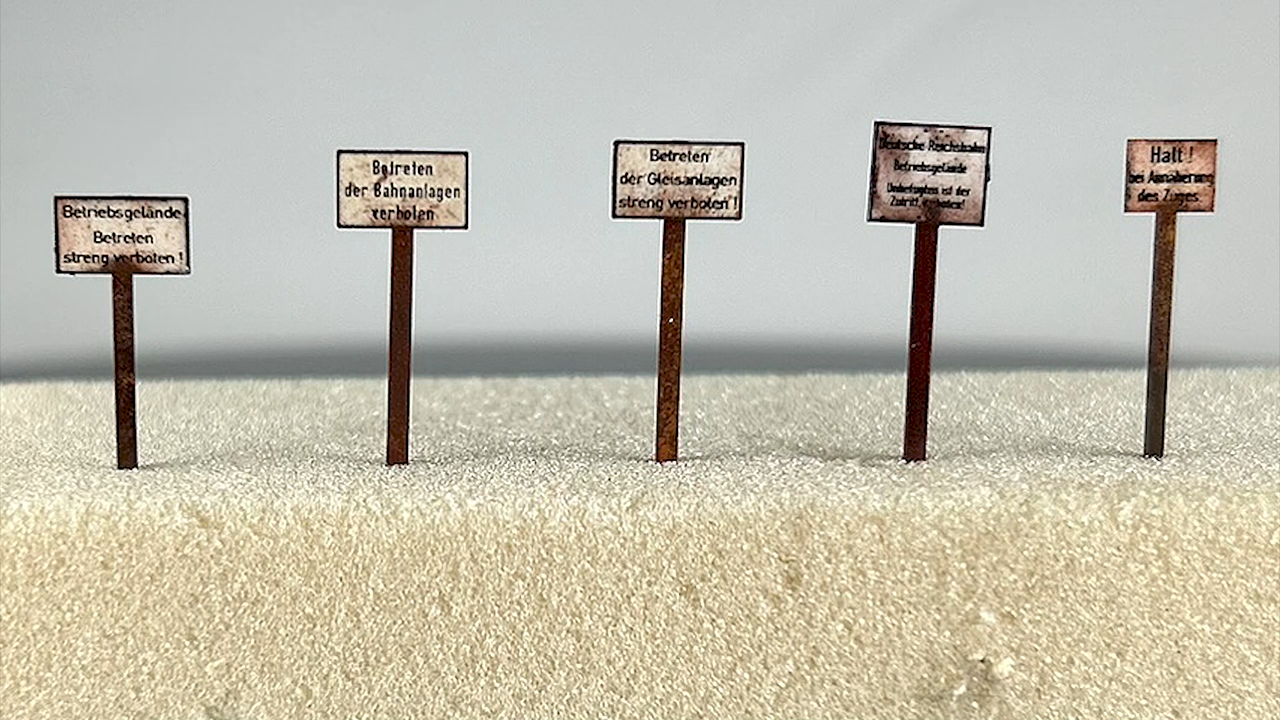 Betriebsgelände
Betreten
streng verboten !
Betreten
der Bahnanlagen
verboten
Betreten
der Gleisanlagen
streng verboten !
Deutsche Reichsbahn
Betriebsgelände
Unbefugten ist der
Zutritt verboten!
Halt !
bei Annäherung
des Zuges